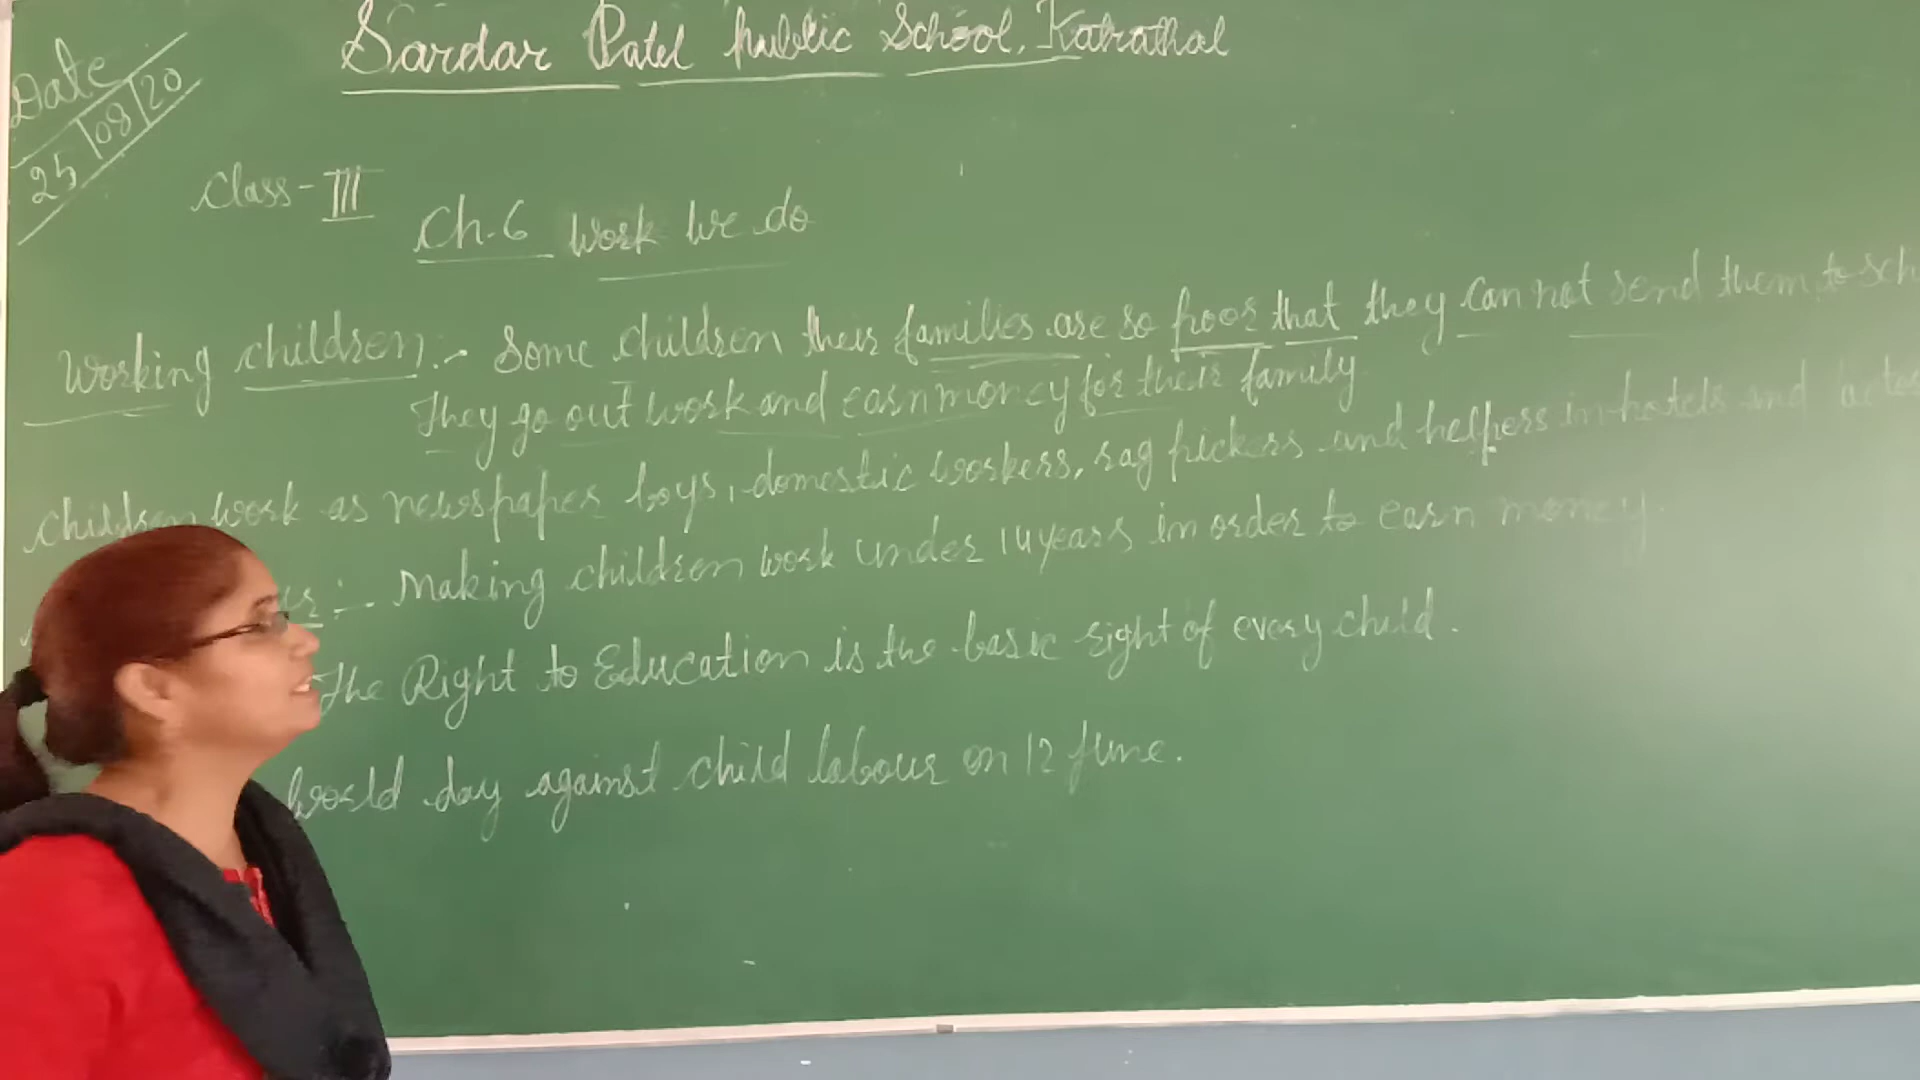 Sardar Patel Public School, Katrathal
Date
25/08/20
Class - III
Ch.6 Work We do
Working children :- Some children their families are so poor that they can not send them to sch
They go out work and earn money for their family
Children work as newspaper boys, domestic workers, rag pickers and helpers in hotels and
:- Making children work under 14 years in order to earn money.
The Right to Education is the basic right of every child.
World day against child labour on 12 June.